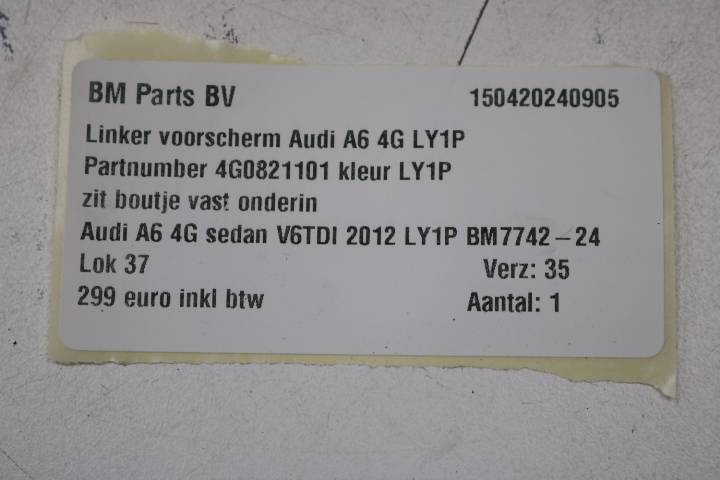 BM Parts BV 150420240905
Linker voorscherm Audi A6 4G LY1P
Partnumber 4G0821101 kleur LY1P
zit boutje vast onderin
Audi A6 4G sedan V6TDI 2012 LY1P BM7742-24
Lok 37 Verz: 35
299 euro inkl btw Aantal: 1